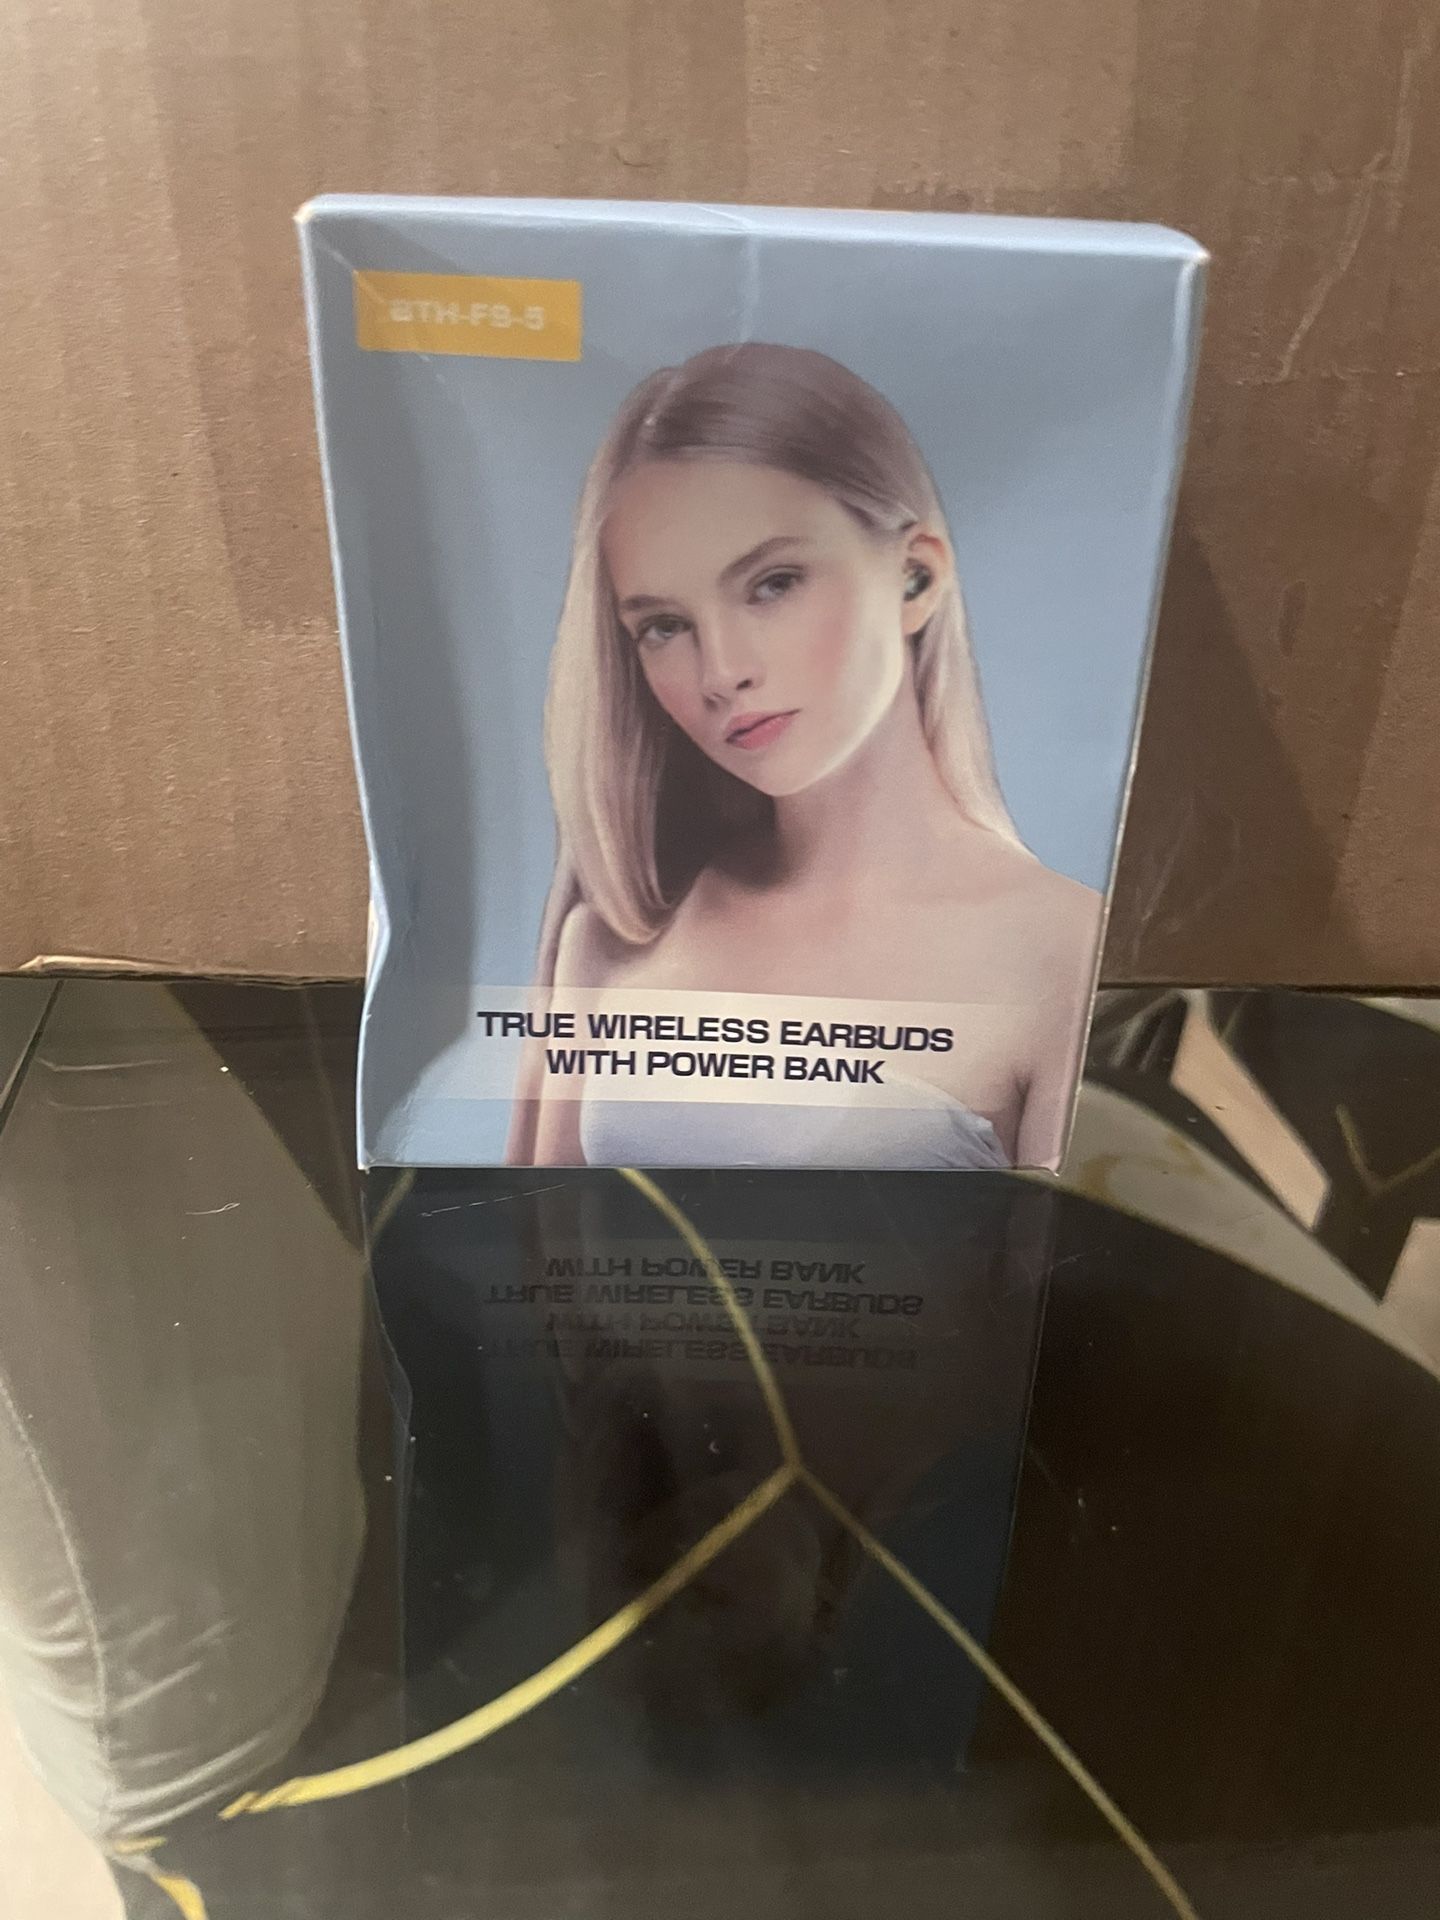 BTH-F9-5
TRUE WIRELESS EARBUDS
WITH POWER BANK